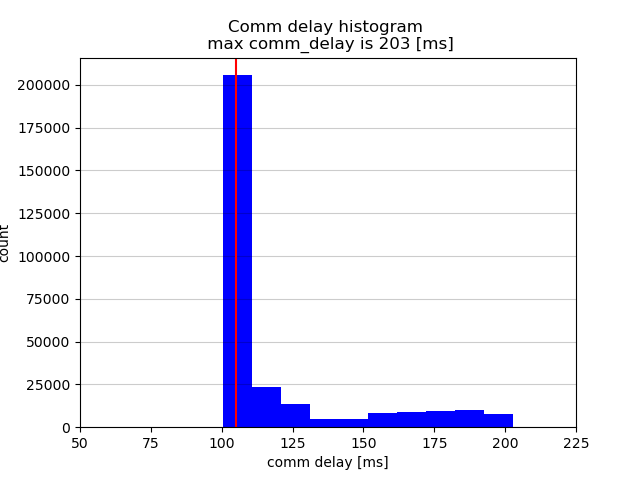 Comm delay histogram
max comm_delay is 203 [ms]
200000
175000
150000
125000
100000
75000
50000
25000
0
count
50 75 100 125 150 175 200 225
comm delay [ms]